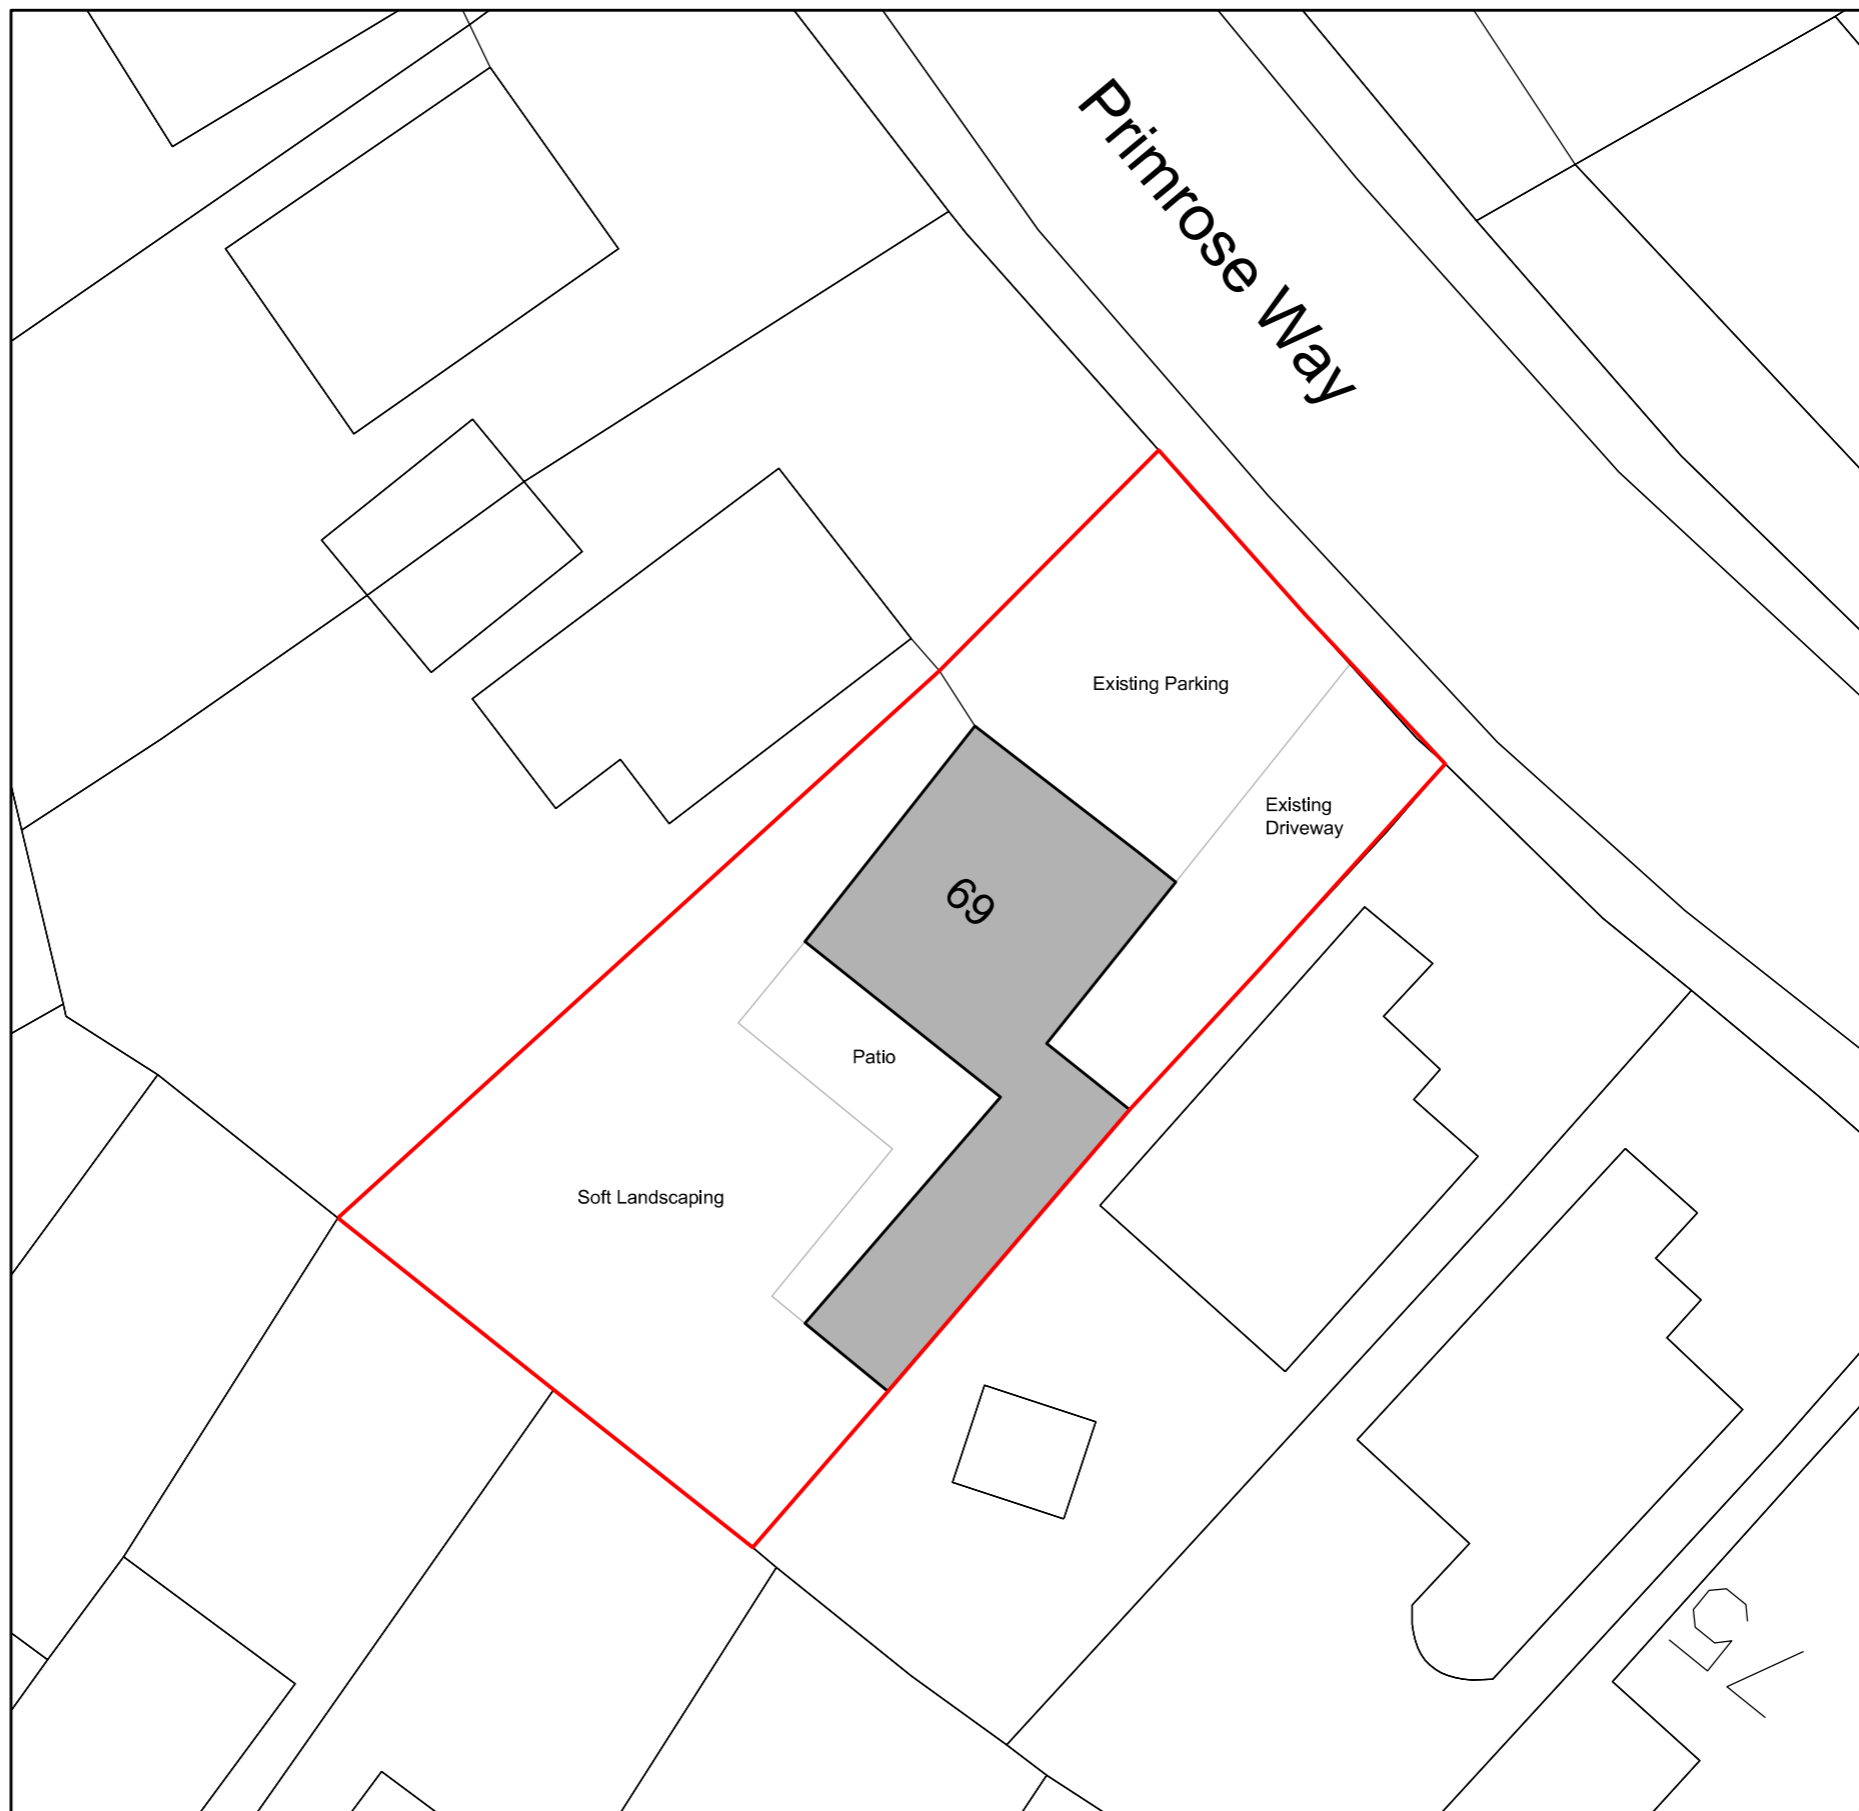 Primrose Way
Existing Parking
Existing
Driveway
69
Patio
Soft Landscaping